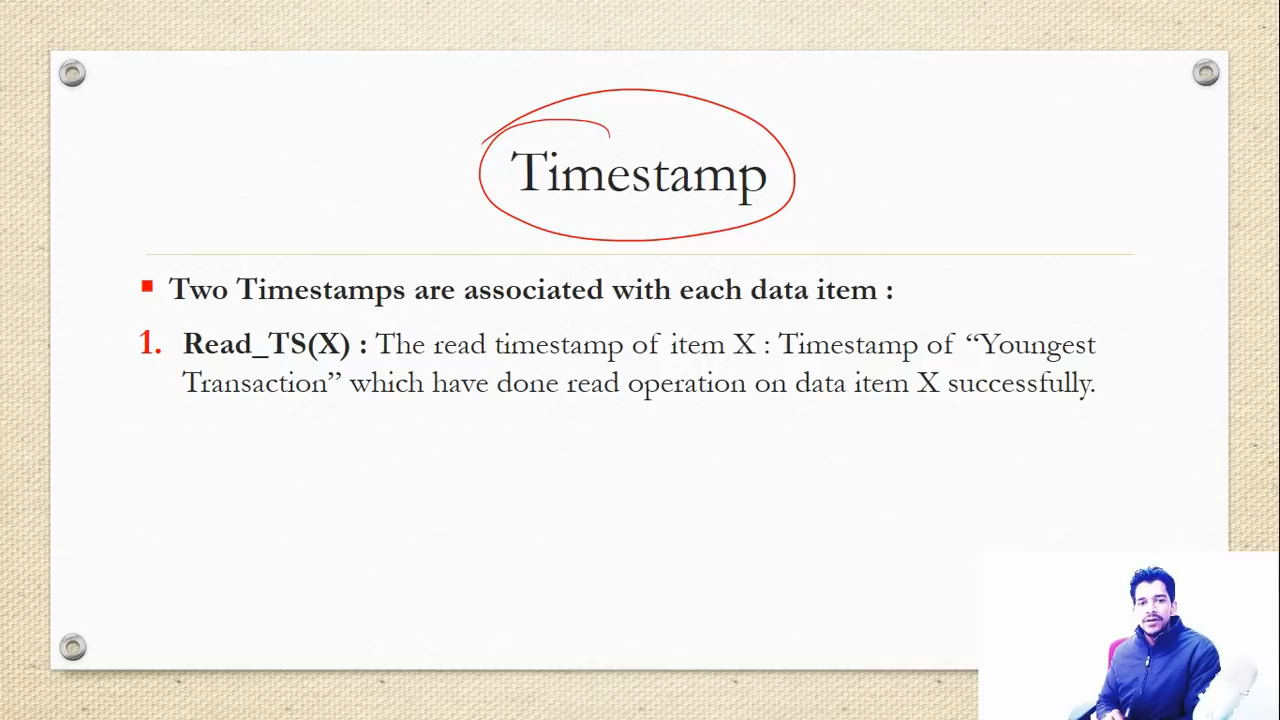 Timestamp
Two Timestamps are associated with each data item :
1. Read_TS(X) : The read timestamp of item X : Timestamp of “Youngest
Transaction” which have done read operation on data item X successfully.